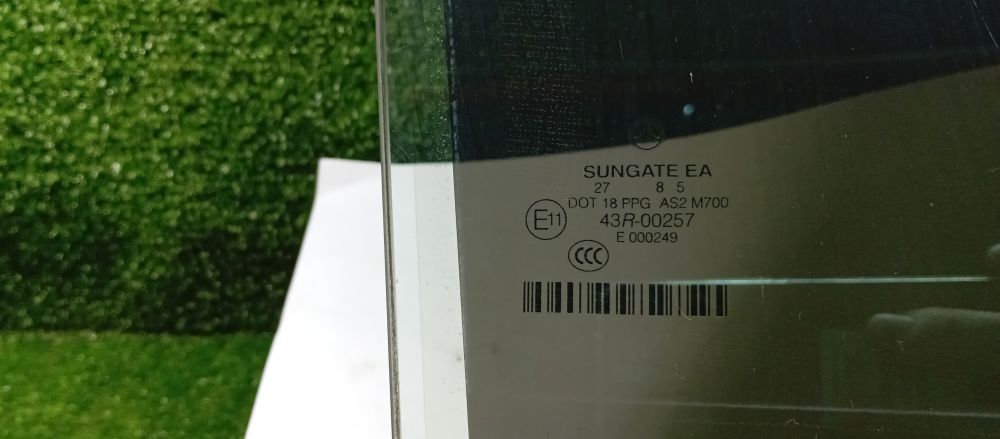 SUNGATE EA
27 8 5
DOT 18 PPG AS2 M700
E11 43R-00257
E 000249
CCC